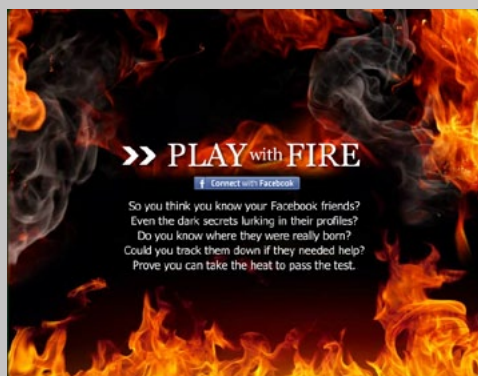 >> PLAY with FIRE
f Connect with Facebook
So you think you know your Facebook friends?
Even the dark secrets lurking in their profiles?
Do you know where they were really born?
Could you track them down if they needed help?
Prove you can take the heat to pass the test.